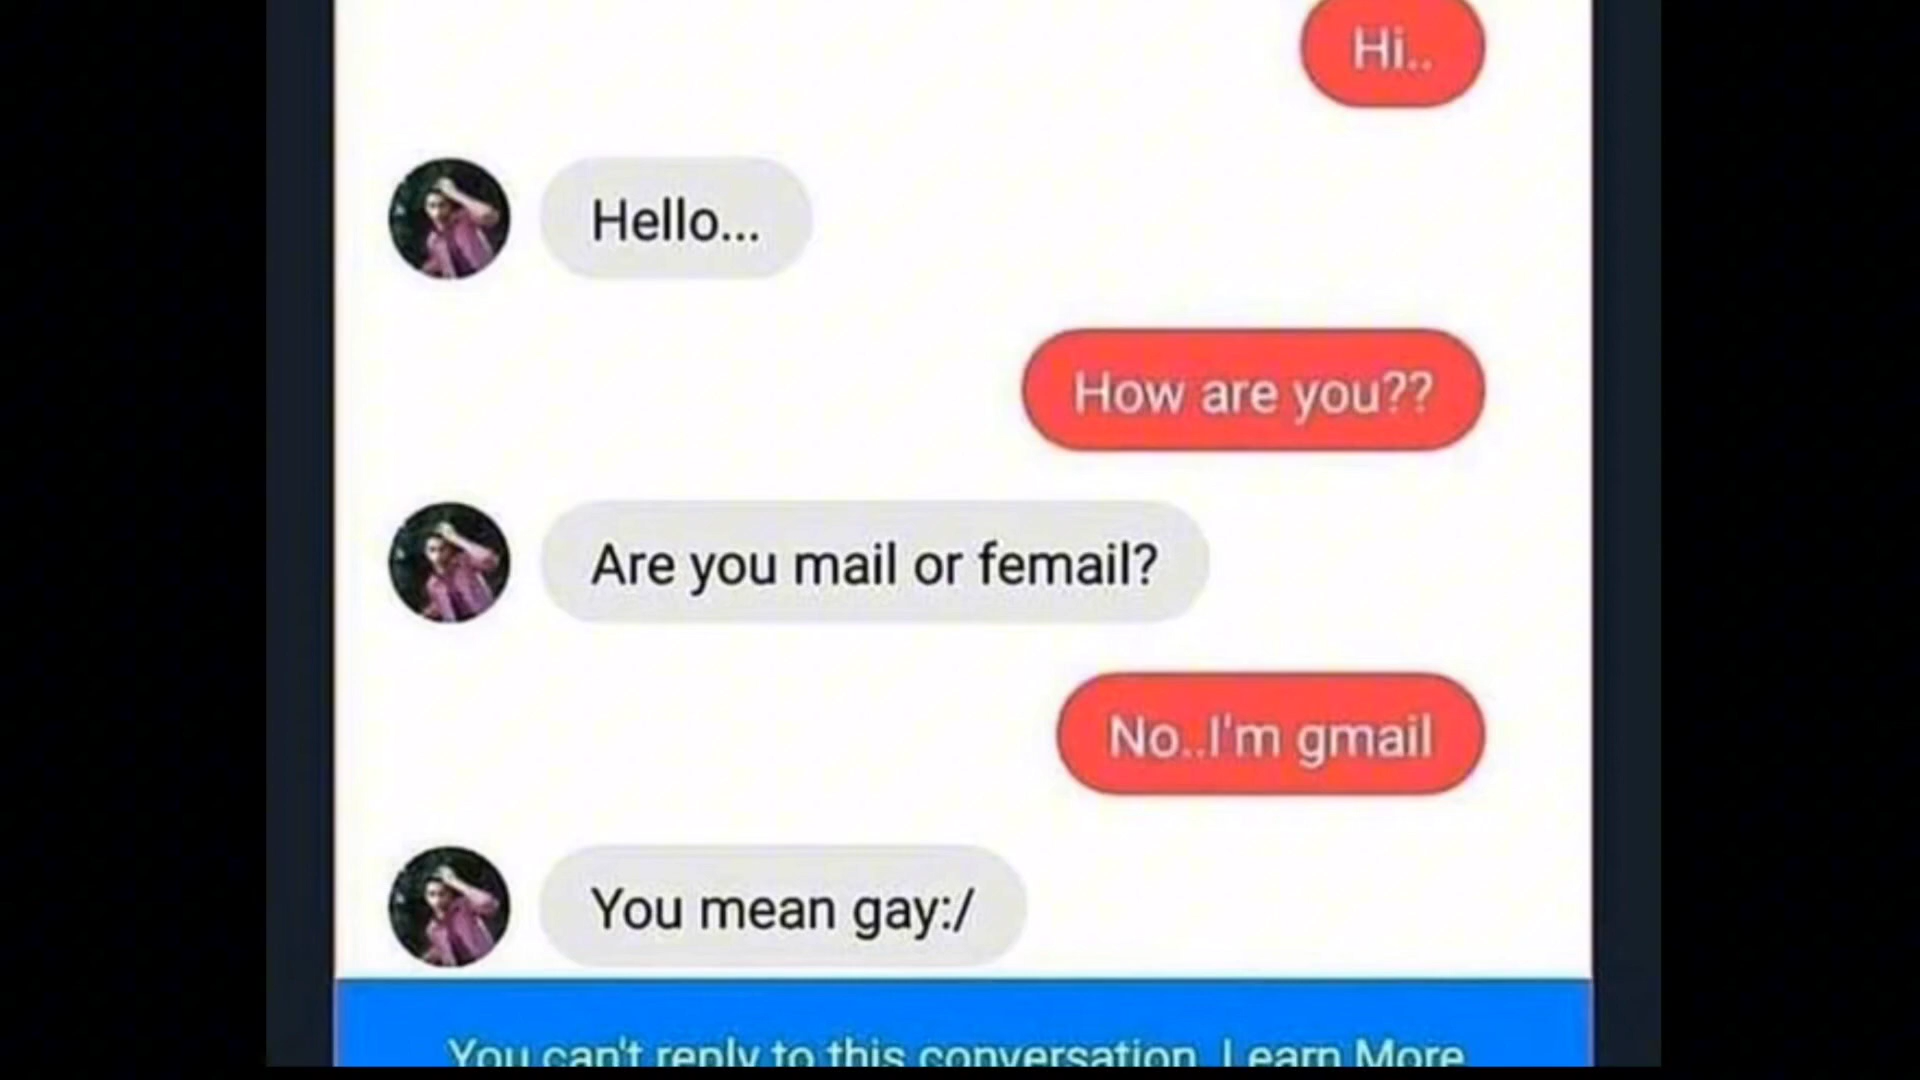 Hi..
Hello...
How are you??
Are you mail or femail?
No..I'm gmail
You mean gay:/
You can't reply to this conversation. Learn More